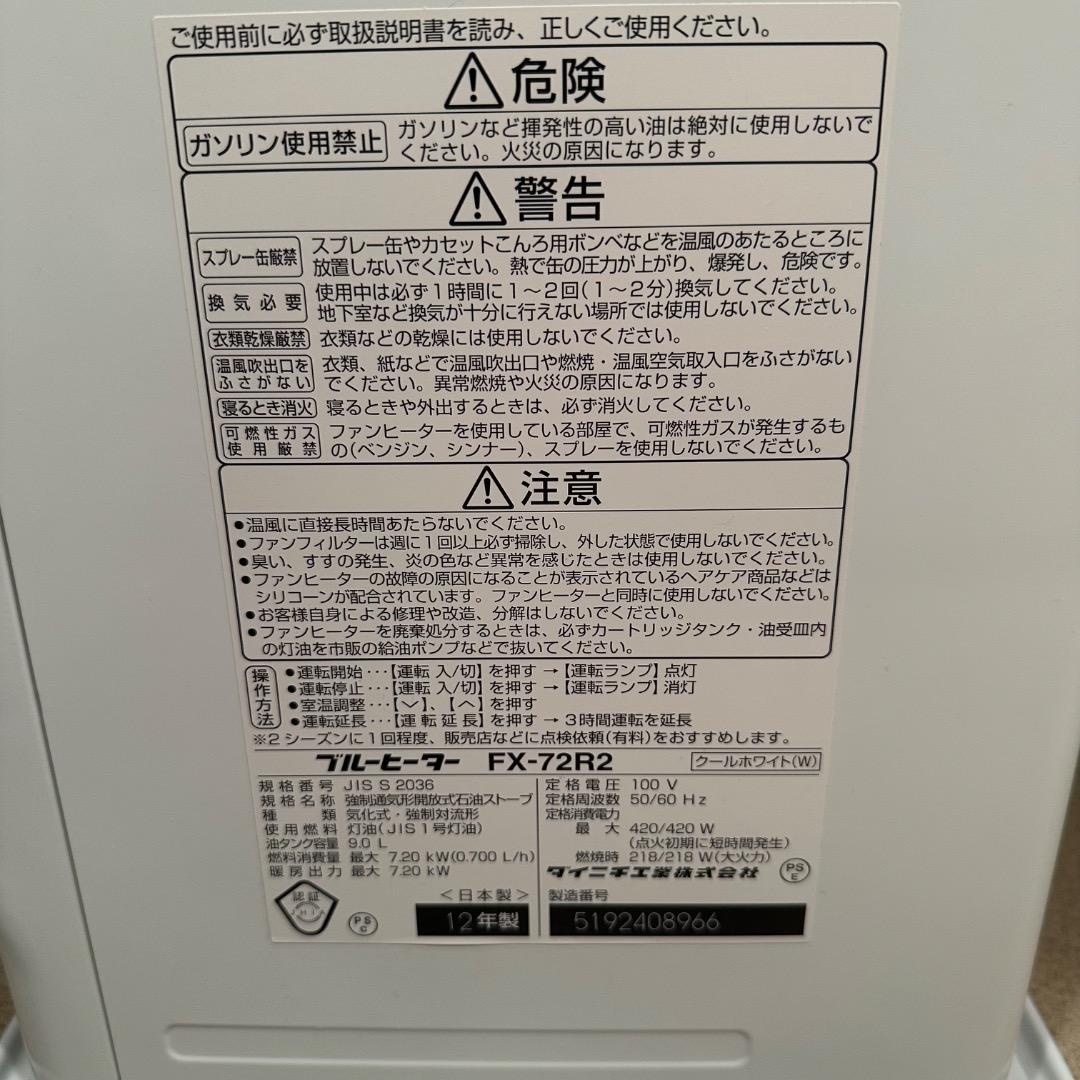 ご使用前に必ず取扱説明書を読み、正しくご使用ください。
危険
ガソリン使用禁止
ガソリンなど揮発性の高い油は絶対に使用しないで
ください。火災の原因になります。
警告
スプレー缶厳禁
スプレー缶やカセットこんろ用ボンベなどを温風のあたるところに
放置しないでください。熱で缶の圧力が上がり、爆発し、危険です。
換気必要
使用中は必ず1時間に1〜2回(1〜2分)換気してください。
地下室など換気が十分に行えない場所では使用しないでください。
衣類乾燥厳禁
衣類などの乾燥には使用しないでください。
温風吹出口を
ふさがない
衣類、紙などで温風吹出口や燃焼・温風空気取入口をふさがない
でください。異常燃焼や火災の原因になります。
寝るとき消火
寝るときや外出するときは、必ず消火してください。
可燃性ガス
使用厳禁
ファンヒーターを使用している部屋で、可燃性ガスが発生するも
の(ベンジン、シンナー)、スプレーを使用しないでください。
注意
●温風に直接長時間あたらないでください。
●ファンフィルターは週に1回以上必ず掃除し、外した状態で使用しないでください。
●臭い、すすの発生、炎の色など異常を感じたときは使用しないでください。
●ファンヒーターの故障の原因になることが表示されているヘアケア商品などは
シリコーンが配合されています。ファンヒーターと同時に使用しないでください。
●お客様自身による修理や改造、分解はしないでください。
●ファンヒーターを廃棄処分するときは、必ずカートリッジタンク・油受皿内
の灯油を市販の給油ポンプなどで抜いてください。
操作方法
●運転開始･･･【運転 入/切】を押す → 【運転ランプ】点灯
●運転停止･･･【運転 入/切】を押す → 【運転ランプ】消灯
●室温調整･･･【﹀】、【︿】を押す
●運転延長･･･【運転延長】を押す → 3時間運転を延長
※2シーズンに1回程度、販売店などに点検依頼(有料)をおすすめします。
ブルーヒーター FX-72R2 クールホワイト(W)
規格番号 JIS S 2036
規格名称 強制通気形開放式石油ストーブ
種類 気化式・強制対流形
使用燃料 灯油(JIS1号灯油)
油タンク容量 9.0 L
燃料消費量 最大 7.20 kW(0.700 L/h)
暖房出力 最大 7.20 kW
定格電圧 100 V
定格周波数 50/60 Hz
定格消費電力
最大 420/420 W
(点火初期に短時間発生)
燃焼時 218/218 W(大火力)
ダイニチ工業株式会社
PS
E
認証
JHIA
PS
C
<日本製>
12年製
製造番号
5192408966